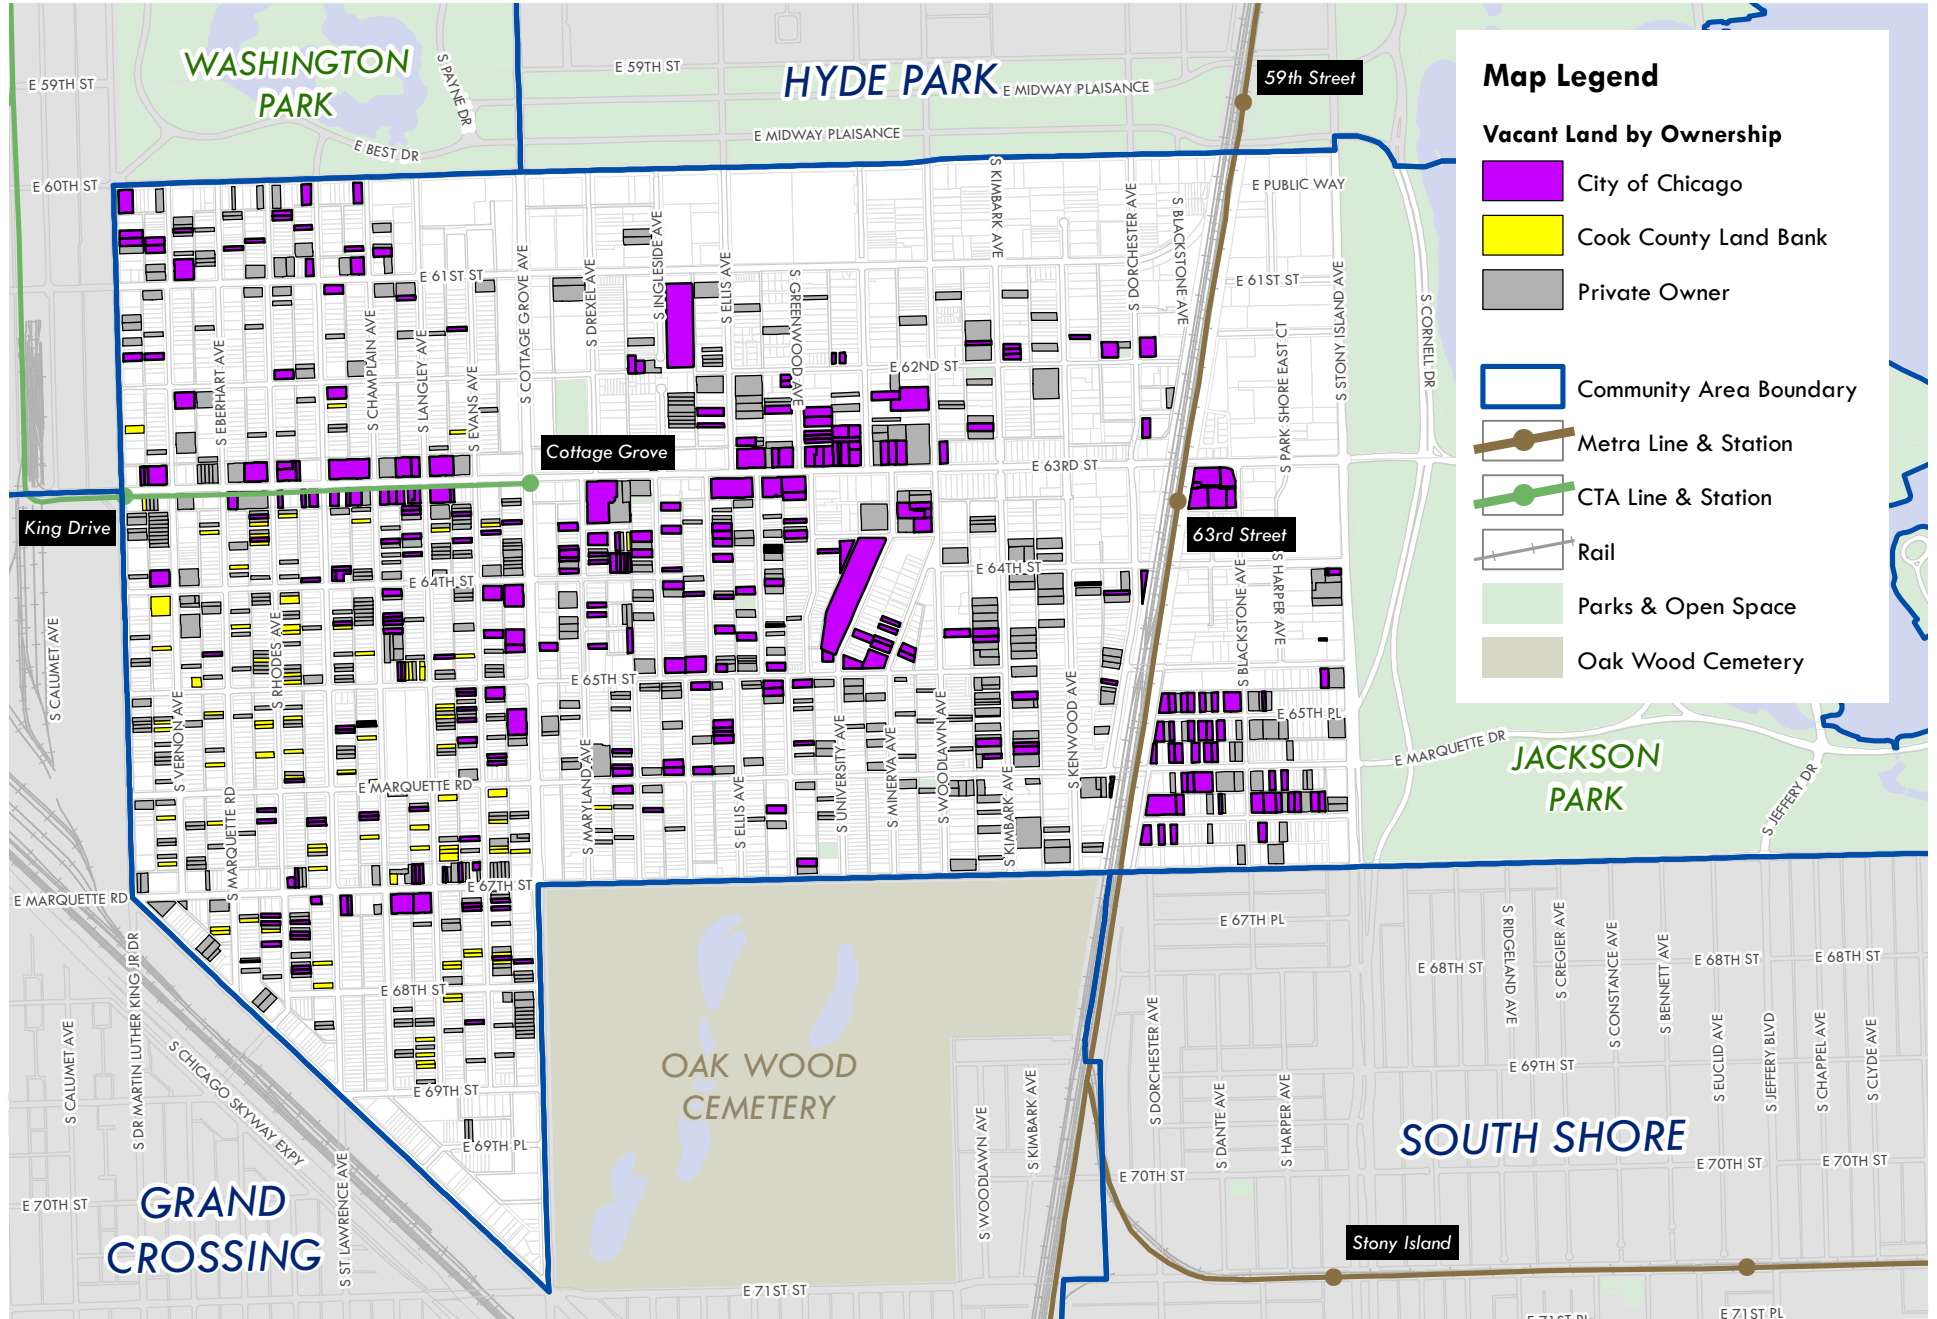 WASHINGTON
PARK
HYDE PARK
GRAND
CROSSING
OAK WOOD
CEMETERY
SOUTH SHORE
JACKSON
PARK
Map Legend
Vacant Land by Ownership
City of Chicago
Cook County Land Bank
Private Owner
Community Area Boundary
Metra Line & Station
CTA Line & Station
Rail
Parks & Open Space
Oak Wood Cemetery
59th Street
Cottage Grove
King Drive
63rd Street
Stony Island
E 59TH ST
S PAYNE DR
E 59TH ST
E MIDWAY PLAISANCE
E MIDWAY PLAISANCE
E BEST DR
E 60TH ST
S KIMBARK AVE
E PUBLIC WAY
S DORCHESTER AVE
S BLACKSTONE AVE
S INGLESIDE AVE
S COTTAGE GROVE AVE
S DREXEL AVE
S ELLIS AVE
S GREENWOOD AVE
E 61ST ST
E 61ST ST
S STONY ISLAND AVE
S CORNELL DR
S PARK SHORE EAST CT
S EBERHART AVE
S CHAMPLAIN AVE
S LANGLEY AVE
S EVANS AVE
E 62ND ST
E 63RD ST
E 64TH ST
E 64TH ST
S BLACKSTONE AVE
S HARPER AVE
S CALUMET AVE
S RHODES AVE
S VERNON AVE
E 65TH ST
E 65TH PL
S KENWOOD AVE
S MARYLAND AVE
S UNIVERSITY AVE
S MINERVA AVE
S WOODLAWN AVE
S KIMBARK AVE
S ELLIS AVE
E MARQUETTE DR
S JEFFERY DR
E MARQUETTE RD
S MARQUETTE RD
E MARQUETTE RD
E 67TH ST
E 67TH PL
S DR MARTIN LUTHER KING JR DR
S RIDGELAND AVE
S CREGIER AVE
S CONSTANCE AVE
S BENNETT AVE
E 68TH ST
E 68TH ST
E 68TH ST
E 68TH ST
S CALUMET AVE
S CHICAGO SKYWAY EXPY
S DORCHESTER AVE
S EUCLID AVE
S JEFFERY BLVD
S CHAPPEL AVE
S CLYDE AVE
E 69TH ST
E 69TH ST
E 69TH PL
S WOODLAWN AVE
S KIMBARK AVE
S DANTE AVE
S HARPER AVE
S ST LAWRENCE AVE
E 70TH ST
E 70TH ST
E 70TH ST
E 70TH ST
E 71ST ST
E 71ST PL
E 71ST PL